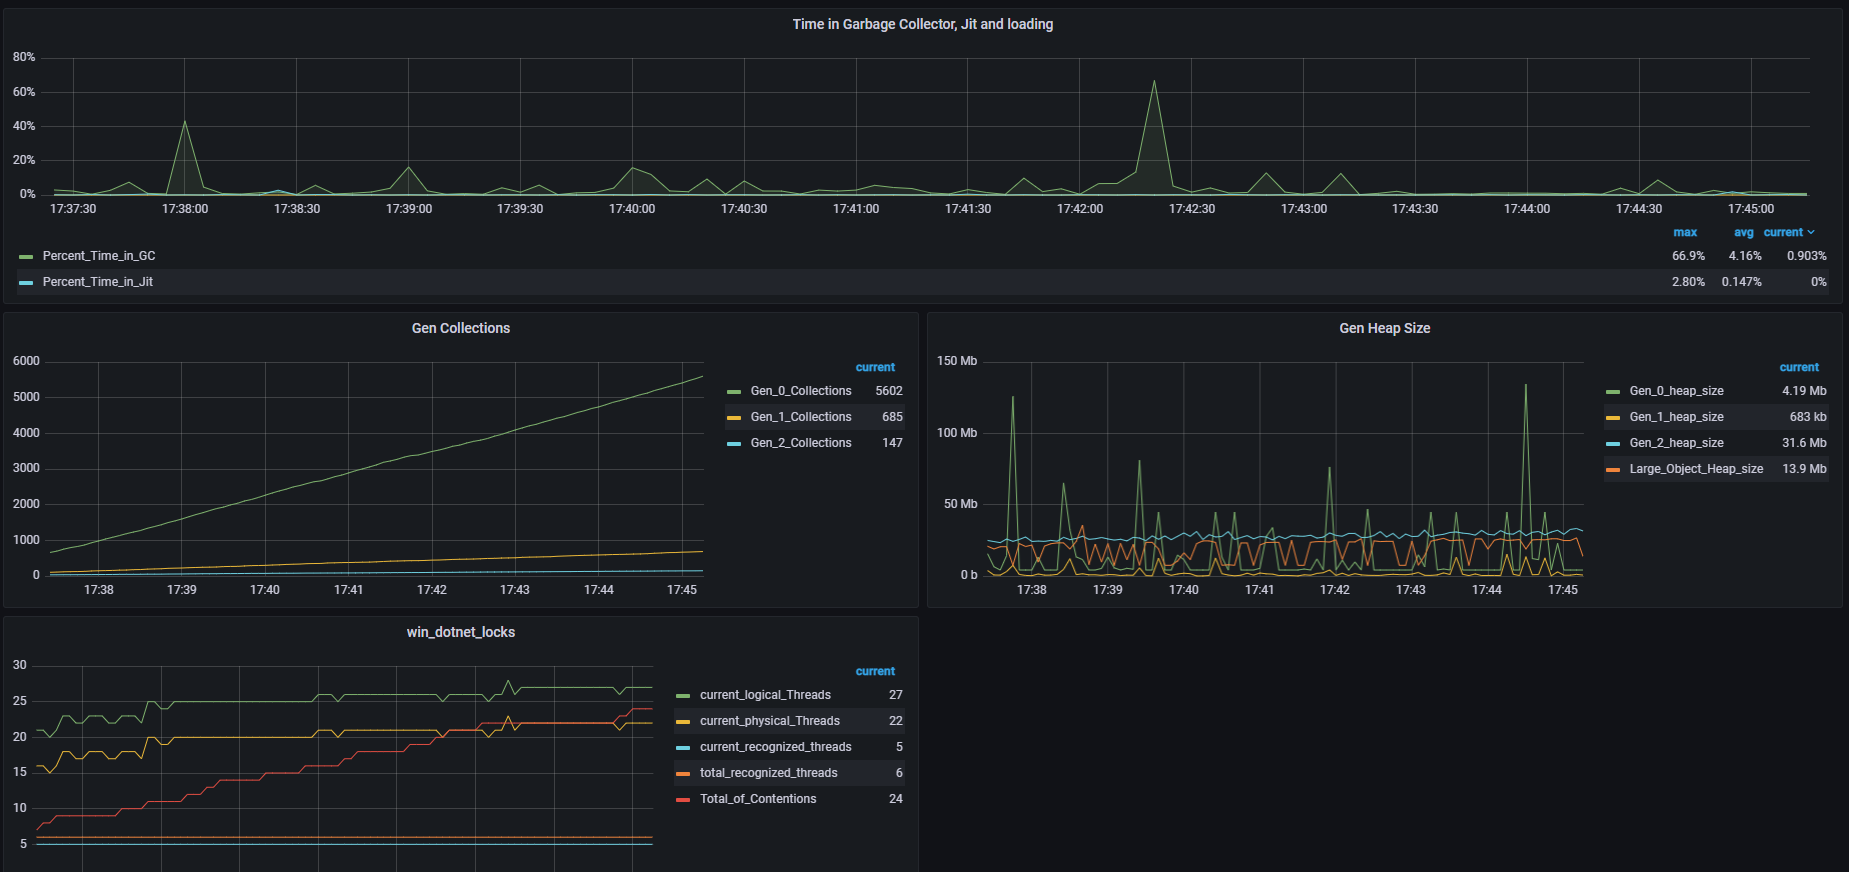 Time in Garbage Collector, Jit and loading
80%
60%
40%
20%
0%
17:37:30 17:38:00 17:38:30 17:39:00 17:39:30 17:40:00 17:40:30 17:41:00 17:41:30 17:42:00 17:42:30 17:43:00 17:43:30 17:44:00 17:44:30 17:45:00
max avg current
Percent_Time_in_GC 66.9% 4.16% 0.903%
Percent_Time_in_Jit 2.80% 0.147% 0%
Gen Collections
6000
5000
4000
3000
2000
1000
0
17:38 17:39 17:40 17:41 17:42 17:43 17:44 17:45
current
Gen_0_Collections 5602
Gen_1_Collections 685
Gen_2_Collections 147
Gen Heap Size
150 Mb
100 Mb
50 Mb
0 b
17:38 17:39 17:40 17:41 17:42 17:43 17:44 17:45
current
Gen_0_heap_size 4.19 Mb
Gen_1_heap_size 683 kb
Gen_2_heap_size 31.6 Mb
Large_Object_Heap_size 13.9 Mb
win_dotnet_locks
30
25
20
15
10
5
current
current_logical_Threads 27
current_physical_Threads 22
current_recognized_threads 5
total_recognized_threads 6
Total_of_Contentions 24